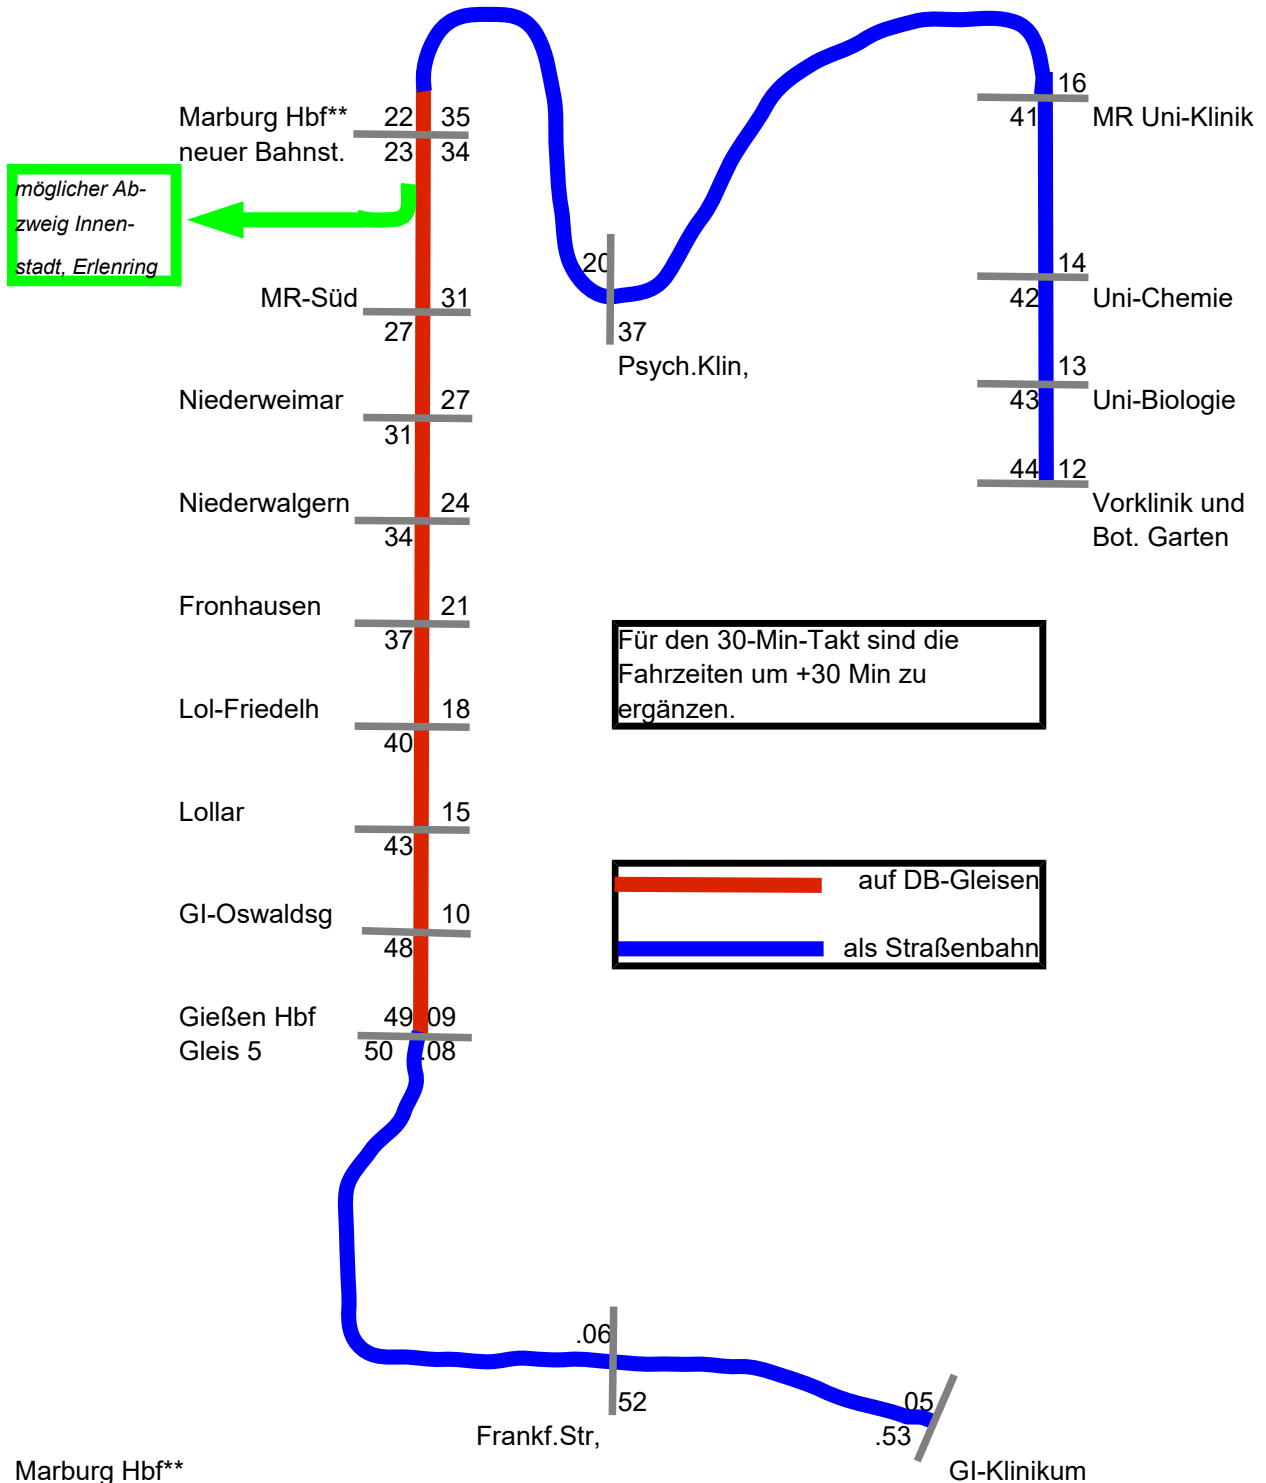 16
Marburg Hbf** 22 35
41 MR Uni-Klinik
neuer Bahnst. 23 34
möglicher Ab-
zweig Innen-
stadt, Erlenring
20
14
MR-Süd 31
42 Uni-Chemie
27
37
Psych.Klin,
13
Niederweimar 27
43 Uni-Biologie
31
44 12
Niederwalgern 24
Vorklinik und
34
Bot. Garten
Fronhausen 21
37
Für den 30-Min-Takt sind die
Fahrzeiten um +30 Min zu
ergänzen.
Lol-Friedelh 18
40
Lollar 15
43
auf DB-Gleisen
GI-Oswaldsg 10
48
als Straßenbahn
Gießen Hbf 49 09
Gleis 5 50 .08
.06
52
05
Frankf.Str, .53
Marburg Hbf** GI-Klinikum